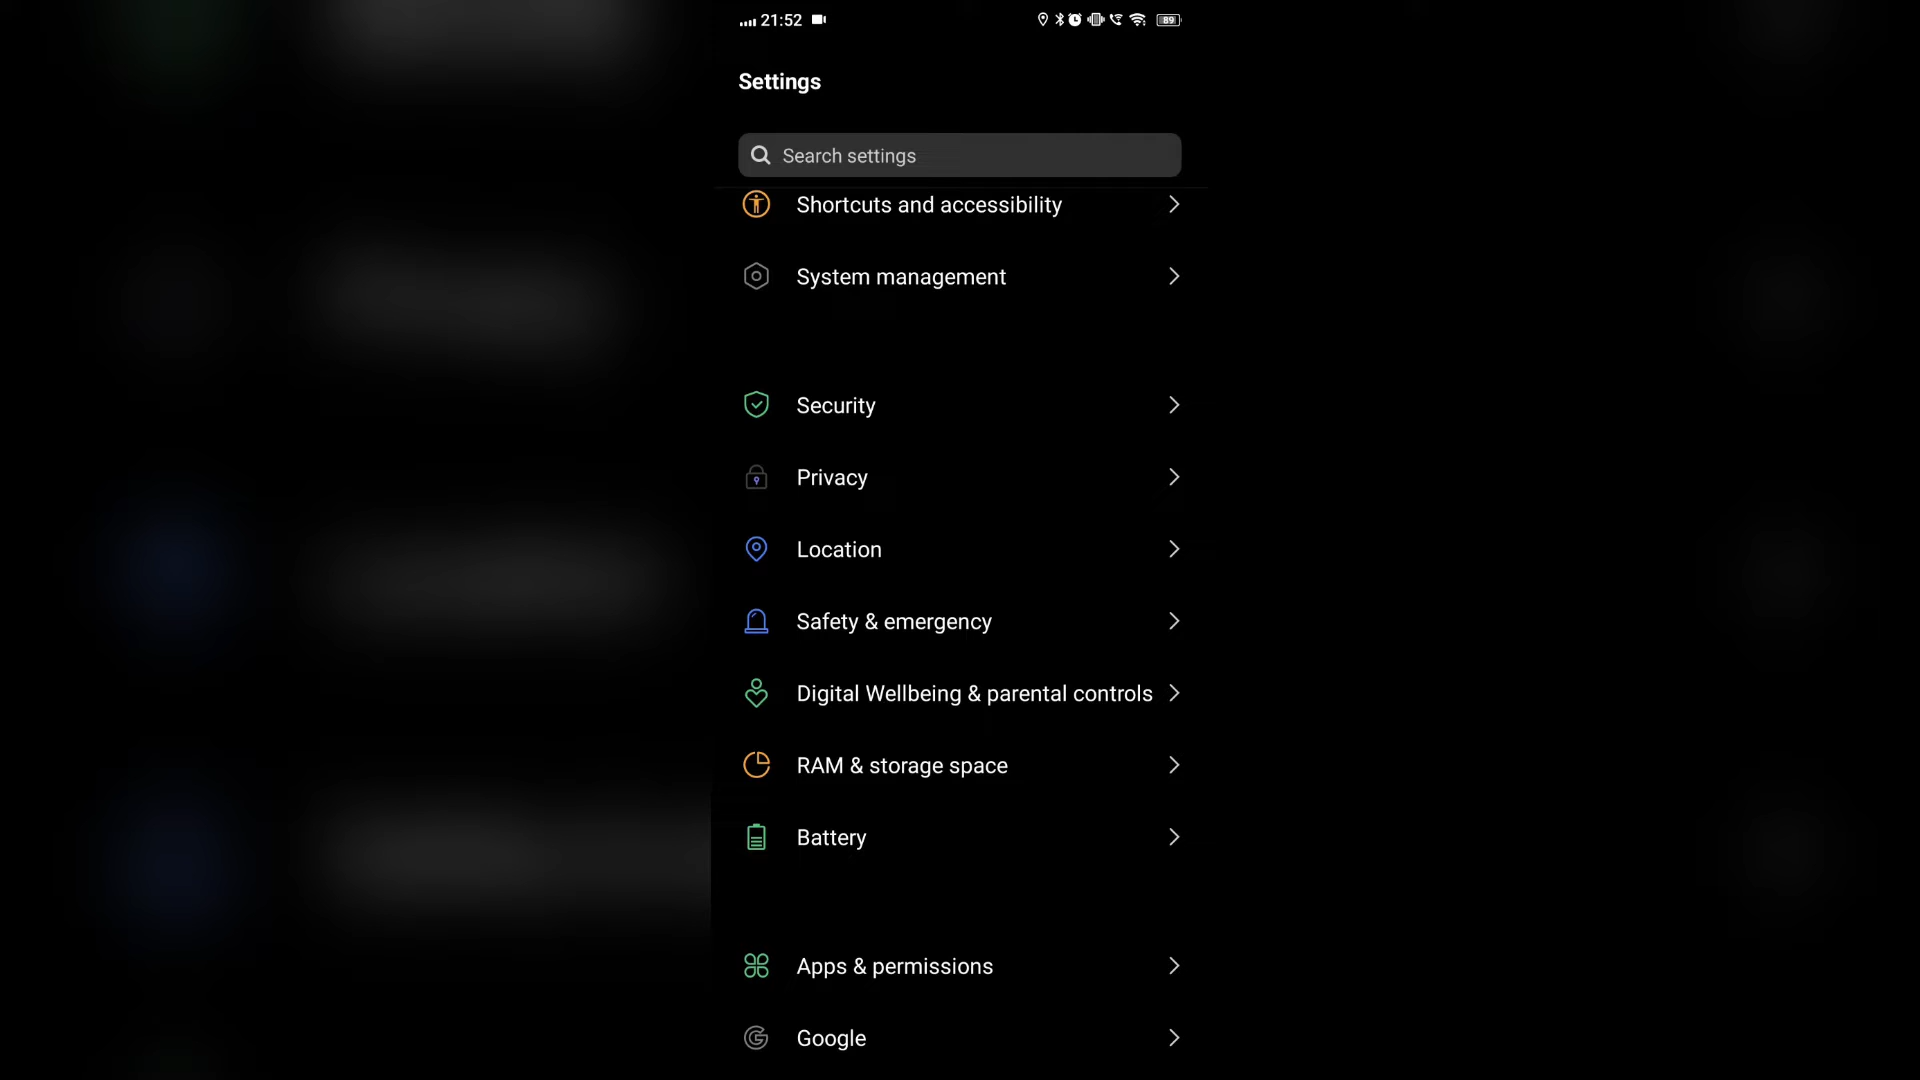 21:52
89
Settings
Search settings
Shortcuts and accessibility
System management
Security
Privacy
Location
Safety & emergency
Digital Wellbeing & parental controls
RAM & storage space
Battery
Apps & permissions
Google